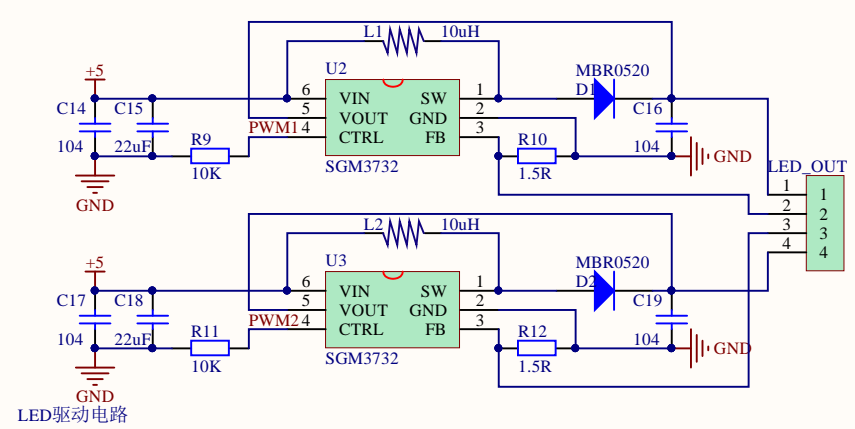 L1 10uH
U2 MBR0520
+5 D1
C14 C15 6 VIN SW 1 C16
5 VOUT GND 2
PWM1 4 CTRL FB 3
104 22uF R9 R10 104 GND
10K SGM3732 1.5R
GND LED_OUT
1 1
2 2
3 3
4 4
L2 10uH
U3 MBR0520
+5 D2
C17 C18 6 VIN SW 1 C19
5 VOUT GND 2
PWM2 4 CTRL FB 3
104 22uF R11 R12 104 GND
10K SGM3732 1.5R
GND
LED驱动电路